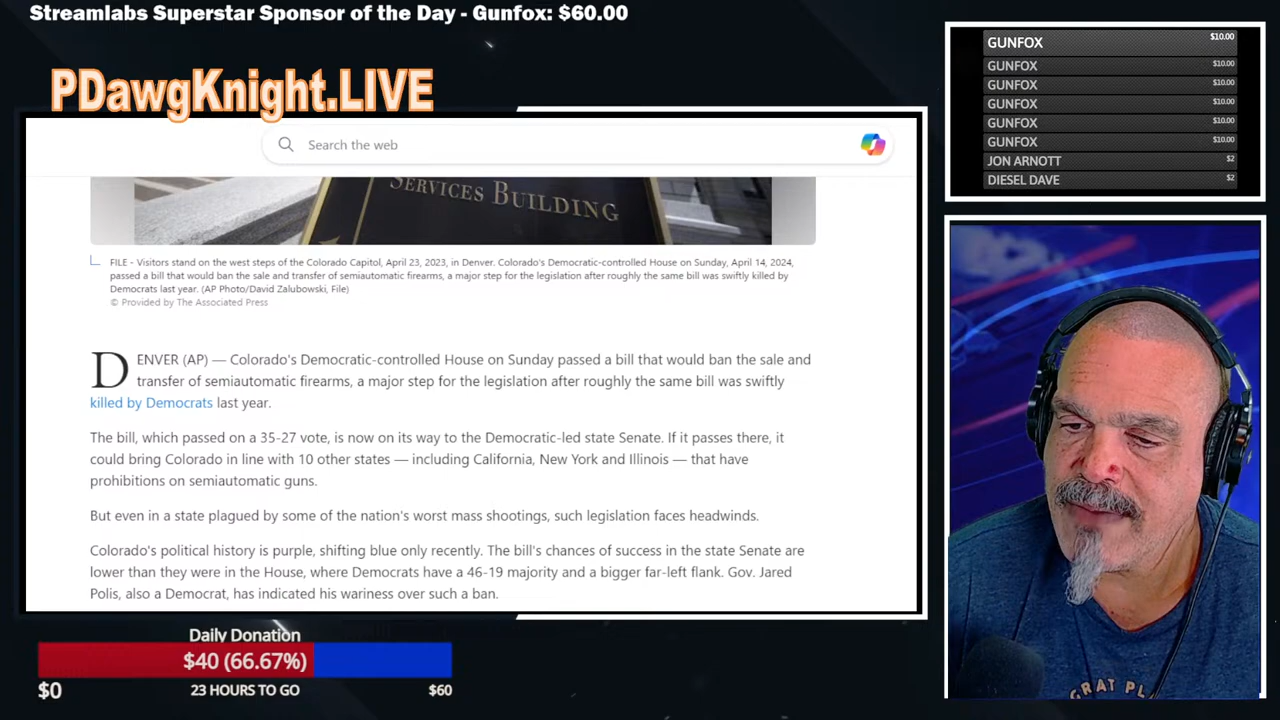 Streamlabs Superstar Sponsor of the Day - Gunfox: $60.00
PDawgKnight.LIVE
Search the web
SERVICES BUILDING
FILE - Visitors stand on the west steps of the Colorado Capitol, April 23, 2023, in Denver. Colorado's Democratic-controlled House on Sunday, April 14, 2024,
passed a bill that would ban the sale and transfer of semiautomatic firearms, a major step for the legislation after roughly the same bill was swiftly killed by
Democrats last year. (AP Photo/David Zalubowski, File)
© Provided by The Associated Press
DENVER (AP) — Colorado's Democratic-controlled House on Sunday passed a bill that would ban the sale and
transfer of semiautomatic firearms, a major step for the legislation after roughly the same bill was swiftly
killed by Democrats last year.
The bill, which passed on a 35-27 vote, is now on its way to the Democratic-led state Senate. If it passes there, it
could bring Colorado in line with 10 other states — including California, New York and Illinois — that have
prohibitions on semiautomatic guns.
But even in a state plagued by some of the nation's worst mass shootings, such legislation faces headwinds.
Colorado's political history is purple, shifting blue only recently. The bill's chances of success in the state Senate are
lower than they were in the House, where Democrats have a 46-19 majority and a bigger far-left flank. Gov. Jared
Polis, also a Democrat, has indicated his wariness over such a ban.
Daily Donation
$40 (66.67%)
$0 23 HOURS TO GO $60
GUNFOX $10.00
GUNFOX $10.00
GUNFOX $10.00
GUNFOX $10.00
GUNFOX $10.00
GUNFOX $10.00
JON ARNOTT $2
DIESEL DAVE $2